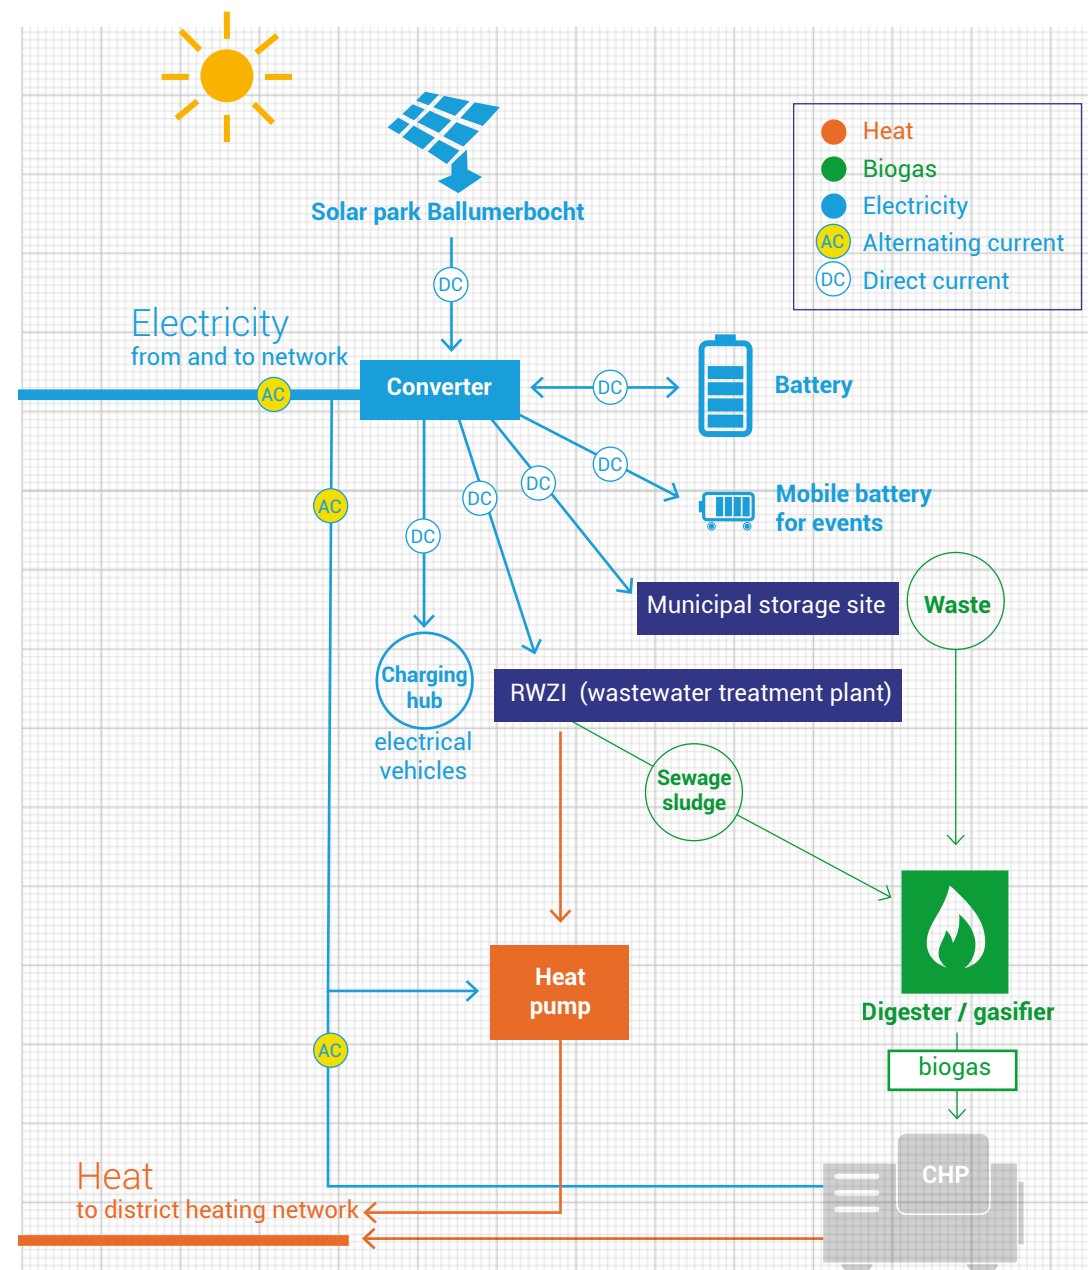 Heat
Biogas
Electricity
AC Alternating current
DC Direct current
Solar park Ballumerbocht
DC
Electricity
from and to network
AC
Converter
DC
Battery
DC
DC
DC
Mobile battery
for events
AC
DC
Municipal storage site
Waste
Charging
hub
electrical
vehicles
RWZI (wastewater treatment plant)
Sewage
sludge
Heat
pump
Digester / gasifier
AC
biogas
CHP
Heat
to district heating network